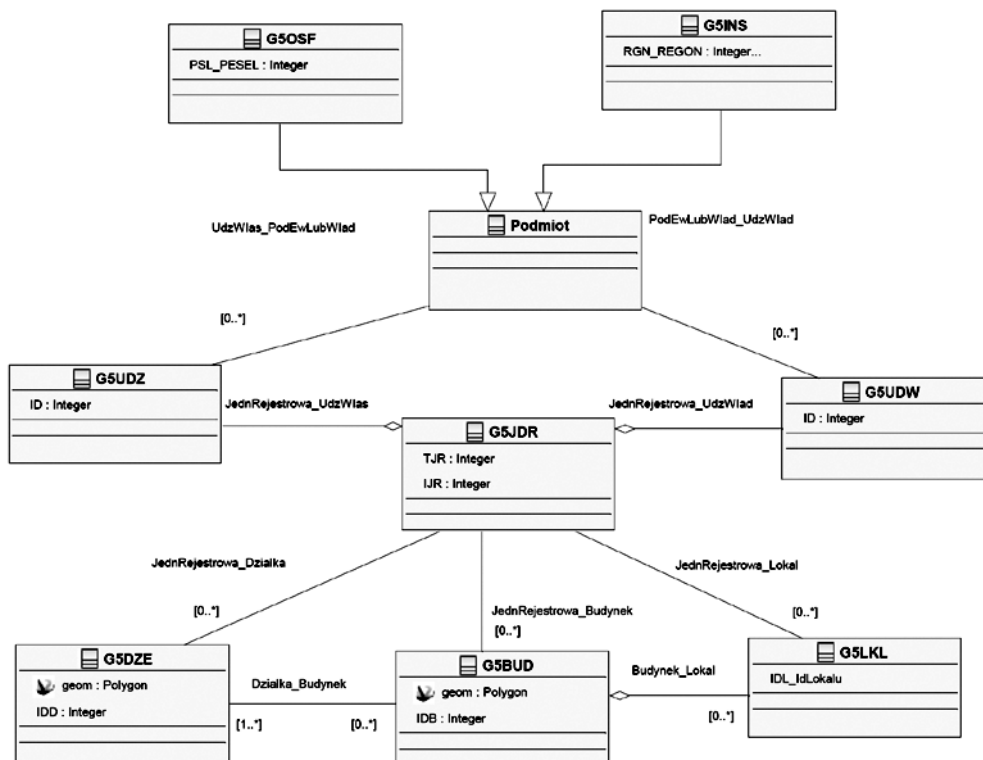 G5OSF
PSL_PESEL : Integer
G5INS
RGN_REGON : Integer...
UdzWlas_PodEwLubWlad
Podmiot
PodEwLubWlad_UdzWlad
[0..*]
[0..*]
G5UDZ
ID : Integer
JednRejestrowa_UdzWlas
G5JDR
TJR : Integer
IJR : Integer
JednRejestrowa_UdzWlad
G5UDW
ID : Integer
JednRejestrowa_Dzialka
JednRejestrowa_Lokal
[0..*]
JednRejestrowa_Budynek
[0..*]
[0..*]
G5DZE
geom : Polygon
IDD : Integer
Dzialka_Budynek
[1..*]
[0..*]
G5BUD
geom : Polygon
IDB : Integer
Budynek_Lokal
[0..*]
G5LKL
IDL_IdLokalu